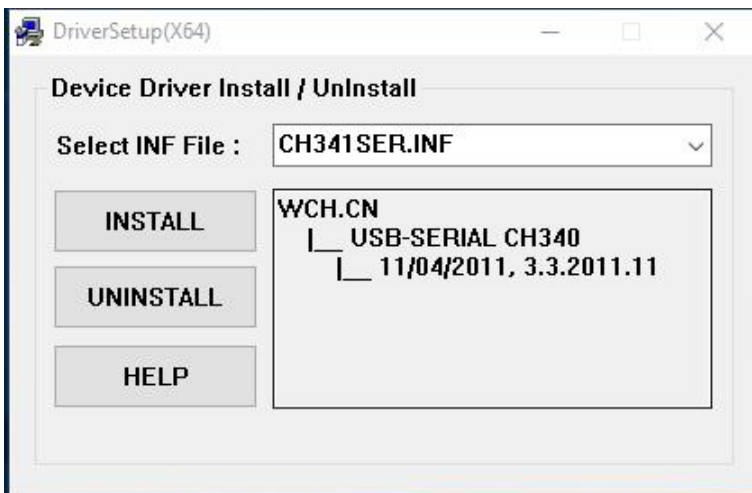 DriverSetup(X64)
Device Driver Install / UnInstall
Select INF File :
CH341SER.INF
INSTALL
UNINSTALL
HELP
WCH.CN
|__ USB-SERIAL CH340
|__ 11/04/2011, 3.3.2011.11